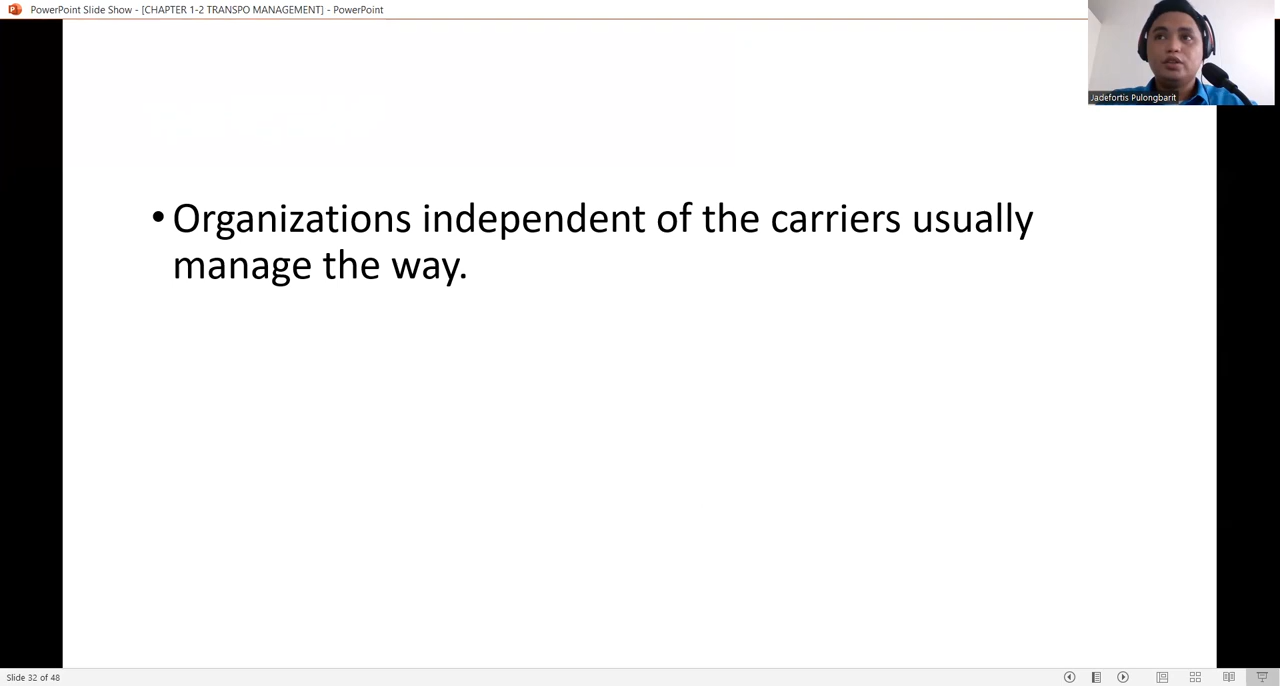 PowerPoint Slide Show - [CHAPTER 1-2 TRANSPO MANAGEMENT] - PowerPoint
Jadefortis Pulongbarit
• Organizations independent of the carriers usually
manage the way.
Slide 32 of 48